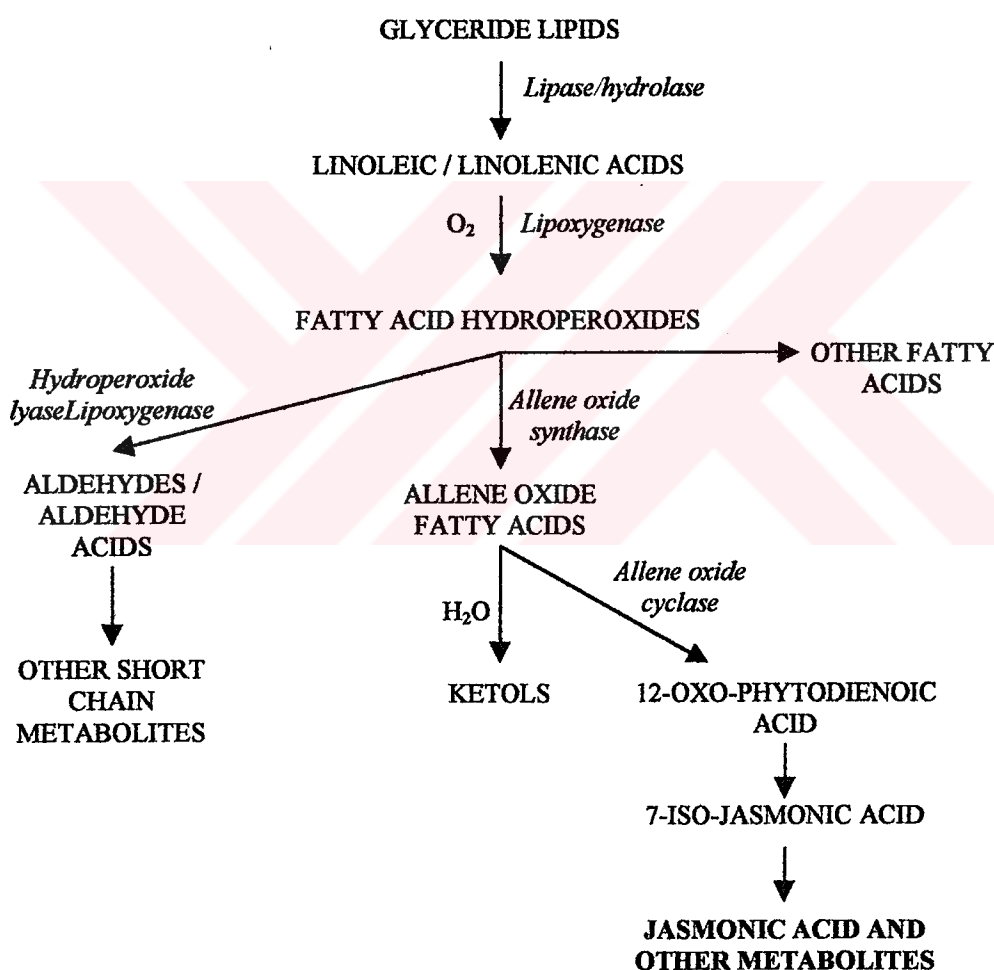 GLYCERIDE LIPIDS
Lipase/hydrolase
LINOLEIC / LINOLENIC ACIDS
O₂
Lipoxygenase
FATTY ACID HYDROPEROXIDES
OTHER FATTY
ACIDS
Hydroperoxide
lyaseLipoxygenase
Allene oxide
synthase
ALDEHYDES /
ALDEHYDE
ACIDS
ALLENE OXIDE
FATTY ACIDS
Allene oxide
cyclase
H₂O
OTHER SHORT
CHAIN
METABOLITES
KETOLS
12-OXO-PHYTODIENOIC
ACID
7-ISO-JASMONIC ACID
JASMONIC ACID AND
OTHER METABOLITES